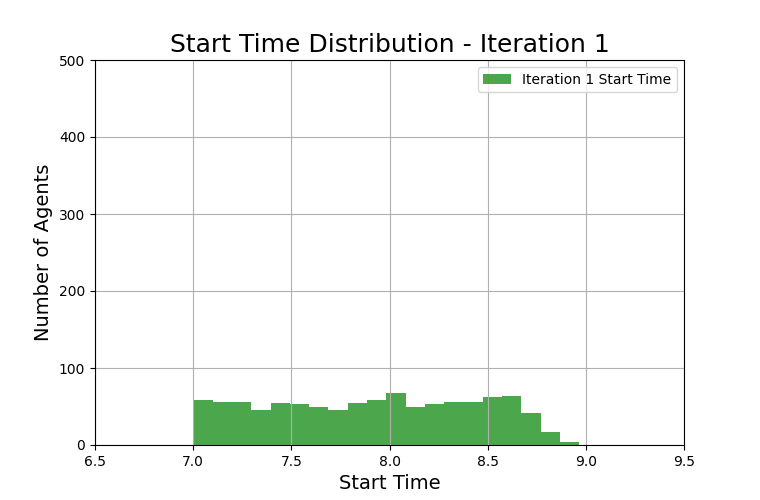 Start Time Distribution - Iteration 1
Iteration 1 Start Time
Number of Agents
500
400
300
200
100
0
6.5 7.0 7.5 8.0 8.5 9.0 9.5
Start Time